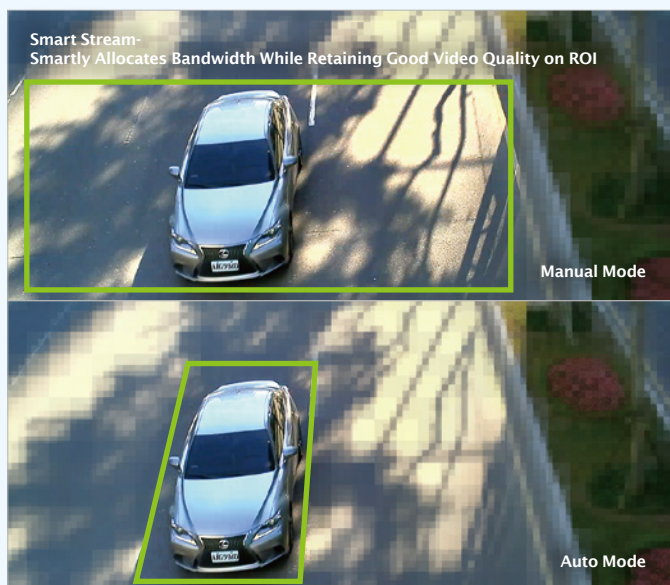 Smart Stream-
Smartly Allocates Bandwidth While Retaining Good Video Quality on ROI
Manual Mode
Auto Mode